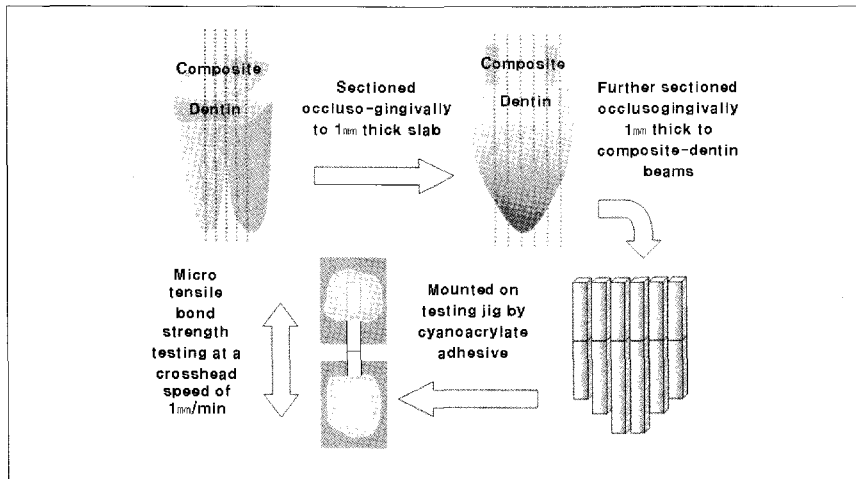 Composite
Dentin
Sectioned
occluso-gingivally
to 1㎜ thick slab
Composite
Dentin
Further sectioned
occlusogingivally
1㎜ thick to
composite-dentin
beams
Micro
tensile
bond
strength
testing at a
crosshead
speed of
1㎜/min
Mounted on
testing jig by
cyanoacrylate
adhesive